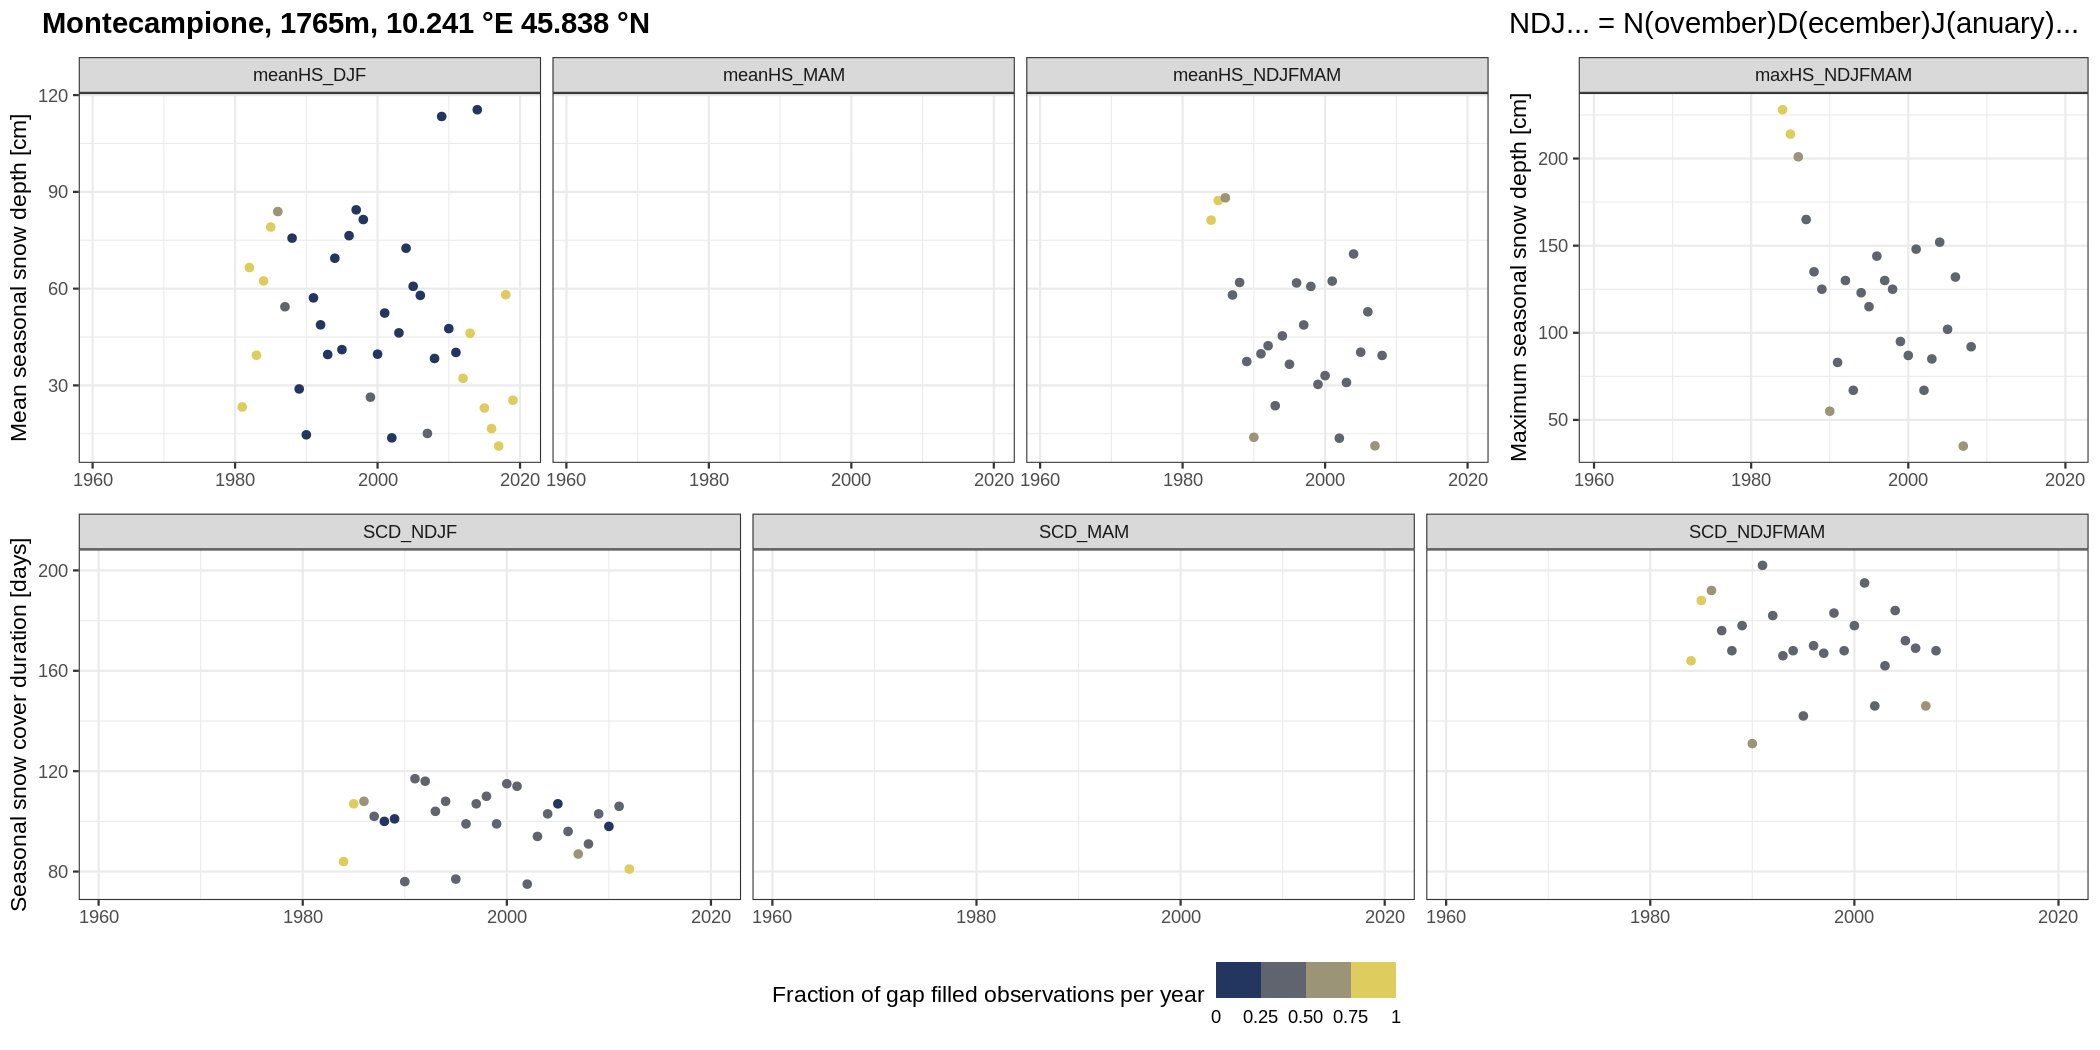 Montecampione, 1765m, 10.241 °E 45.838 °N
NDJ... = N(ovember)D(ecember)J(anuary)...
meanHS_DJF
meanHS_MAM
meanHS_NDJFMAM
maxHS_NDJFMAM
Mean seasonal snow depth [cm]
120
90
60
30
1960 1980 2000 2020
1960 1980 2000 2020
1960 1980 2000 2020
Maximum seasonal snow depth [cm]
200
150
100
50
1960 1980 2000 2020
SCD_NDJF
SCD_MAM
SCD_NDJFMAM
Seasonal snow cover duration [days]
200
160
120
80
1960 1980 2000 2020
1960 1980 2000 2020
1960 1980 2000 2020
Fraction of gap filled observations per year
0 0.25 0.50 0.75 1